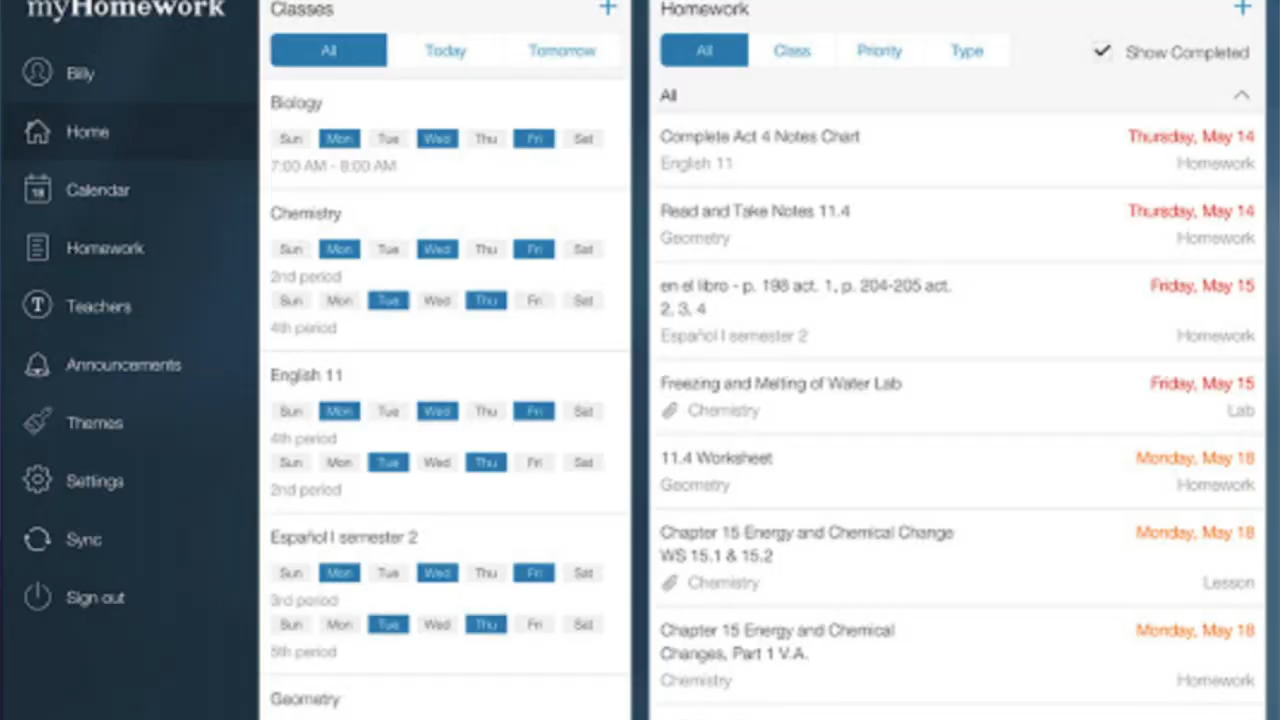 myHomework
Billy
Home
Calendar
18
Homework
T
Teachers
Announcements
Themes
Settings
Sync
Sign out
Classes
+
All Today Tomorrow
Biology
Sun Mon Tue Wed Thu Fri Sat
7:00 AM - 8:00 AM
Chemistry
Sun Mon Tue Wed Thu Fri Sat
2nd period
Sun Mon Tue Wed Thu Fri Sat
4th period
English 11
Sun Mon Tue Wed Thu Fri Sat
4th period
Sun Mon Tue Wed Thu Fri Sat
2nd period
Español I semester 2
Sun Mon Tue Wed Thu Fri Sat
3rd period
Sun Mon Tue Wed Thu Fri Sat
5th period
Geometry
Homework
+
All Class Priority Type Show Completed
All
Complete Act 4 Notes Chart Thursday, May 14
English 11 Homework
Read and Take Notes 11.4 Thursday, May 14
Geometry Homework
en el libro - p. 198 act. 1, p. 204-205 act. Friday, May 15
2, 3, 4
Español I semester 2 Homework
Freezing and Melting of Water Lab Friday, May 15
Chemistry Lab
11.4 Worksheet Monday, May 18
Geometry Homework
Chapter 15 Energy and Chemical Change Monday, May 18
WS 15.1 & 15.2
Chemistry Lesson
Chapter 15 Energy and Chemical Monday, May 18
Changes, Part 1 V.A.
Chemistry Homework